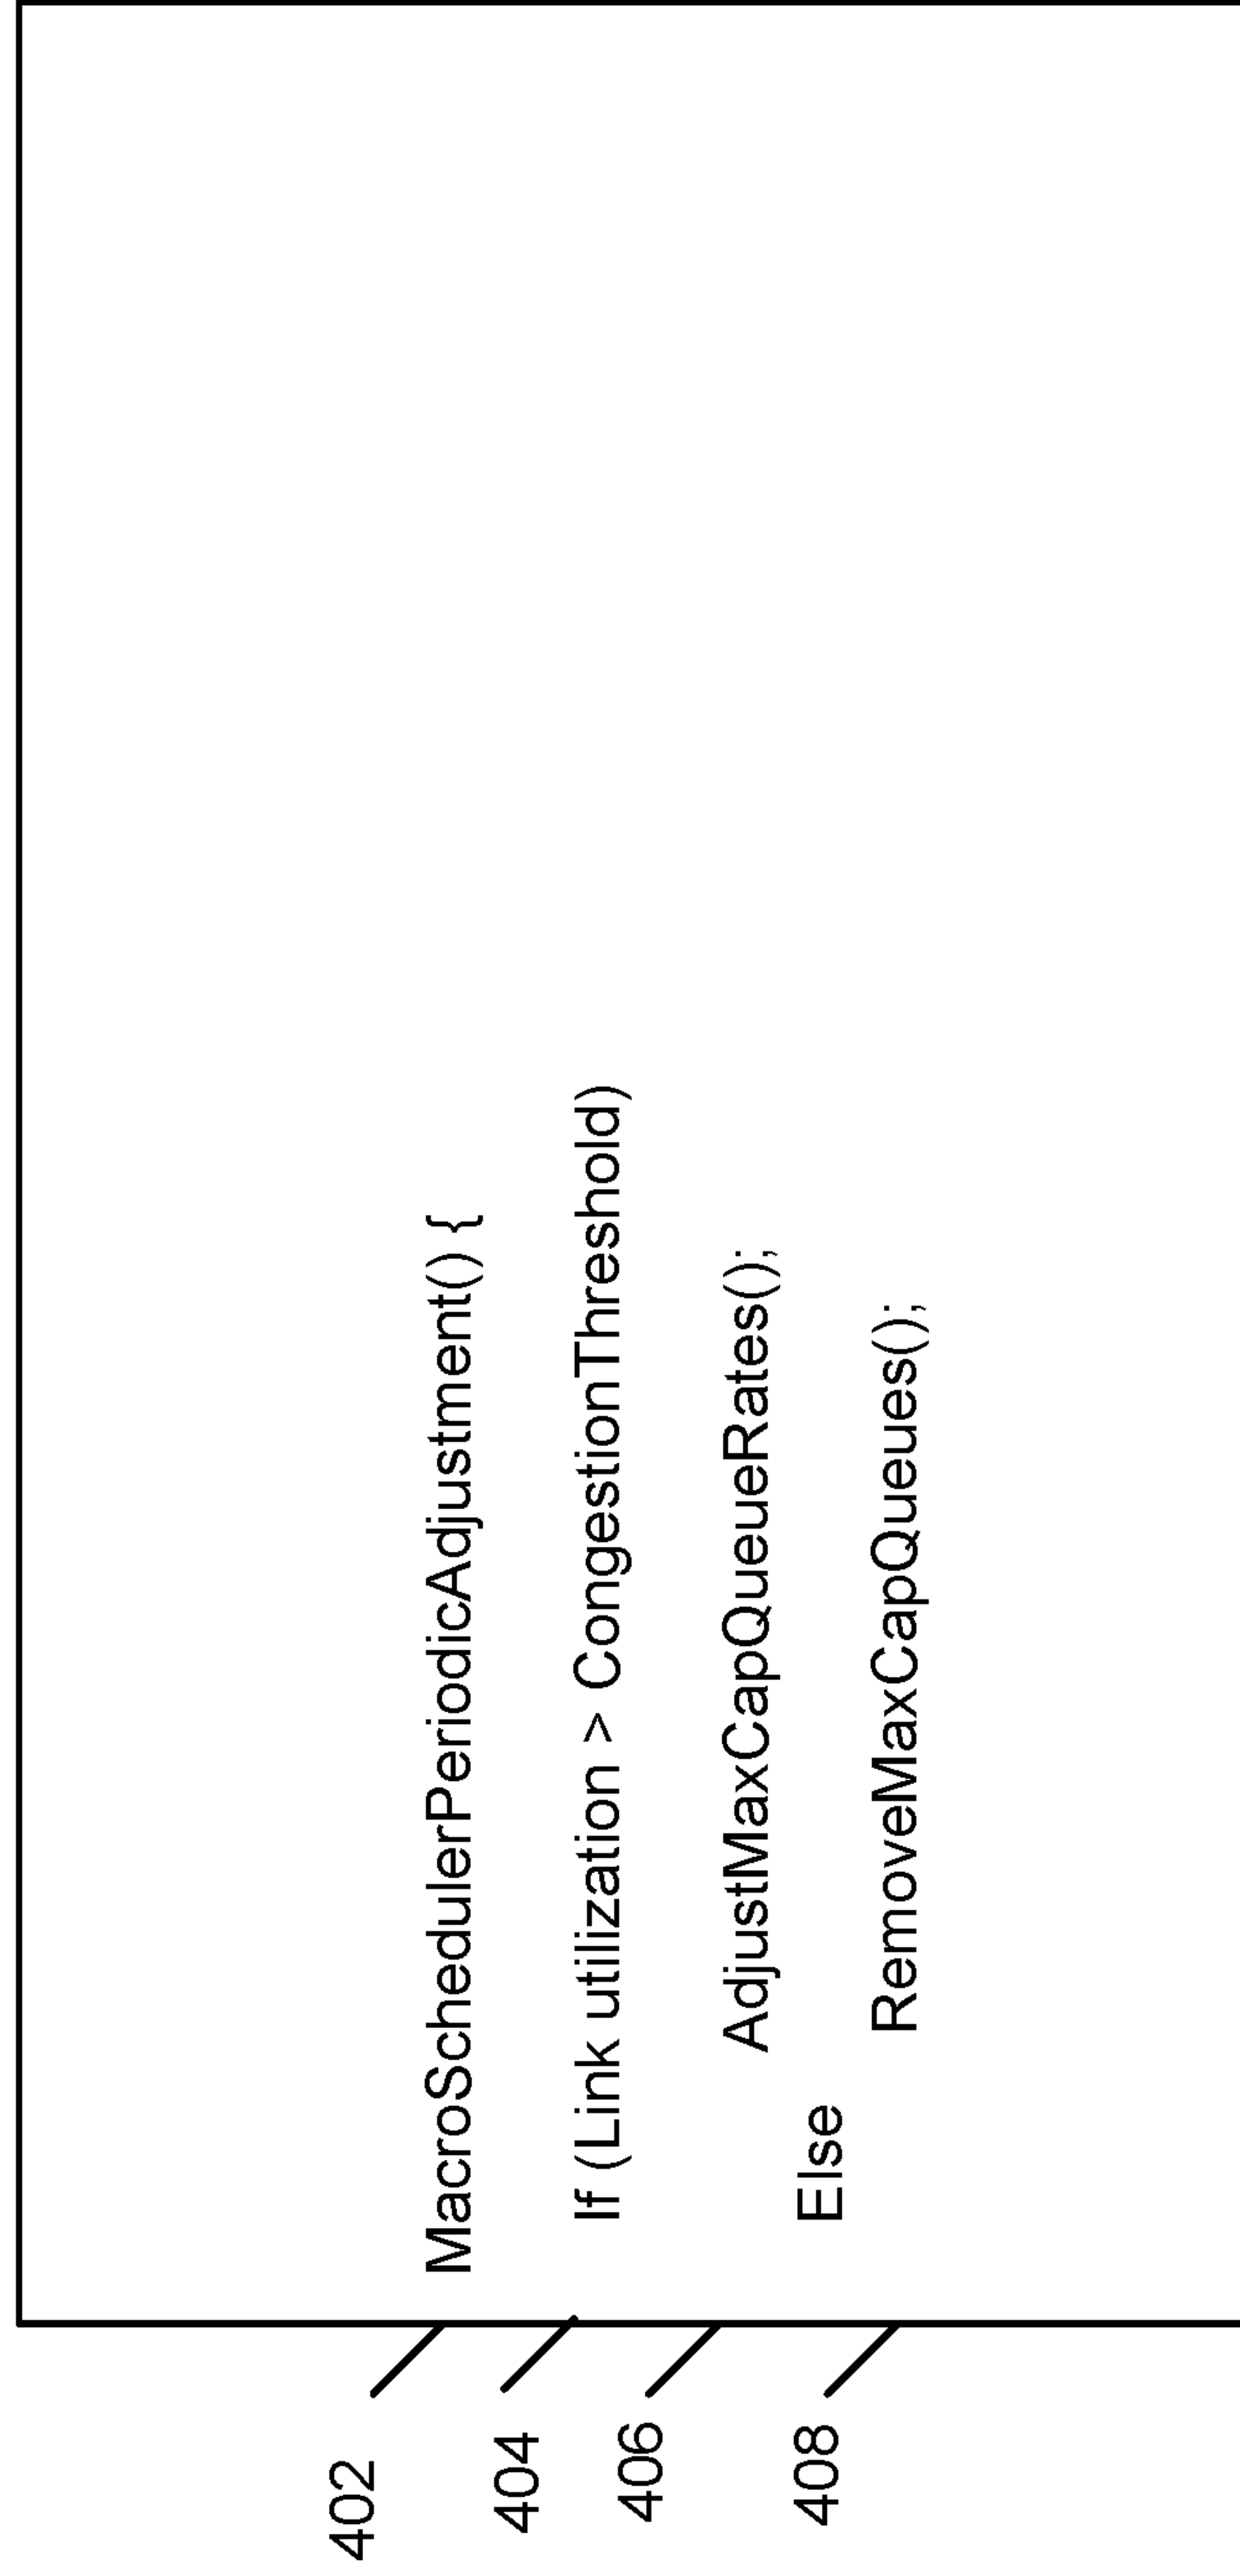 402 MacroSchedulerPeriodicAdjustment() {
404 If (Link utilization > CongestionThreshold)
406 AdjustMaxCapQueueRates();
Else
408 RemoveMaxCapQueues();